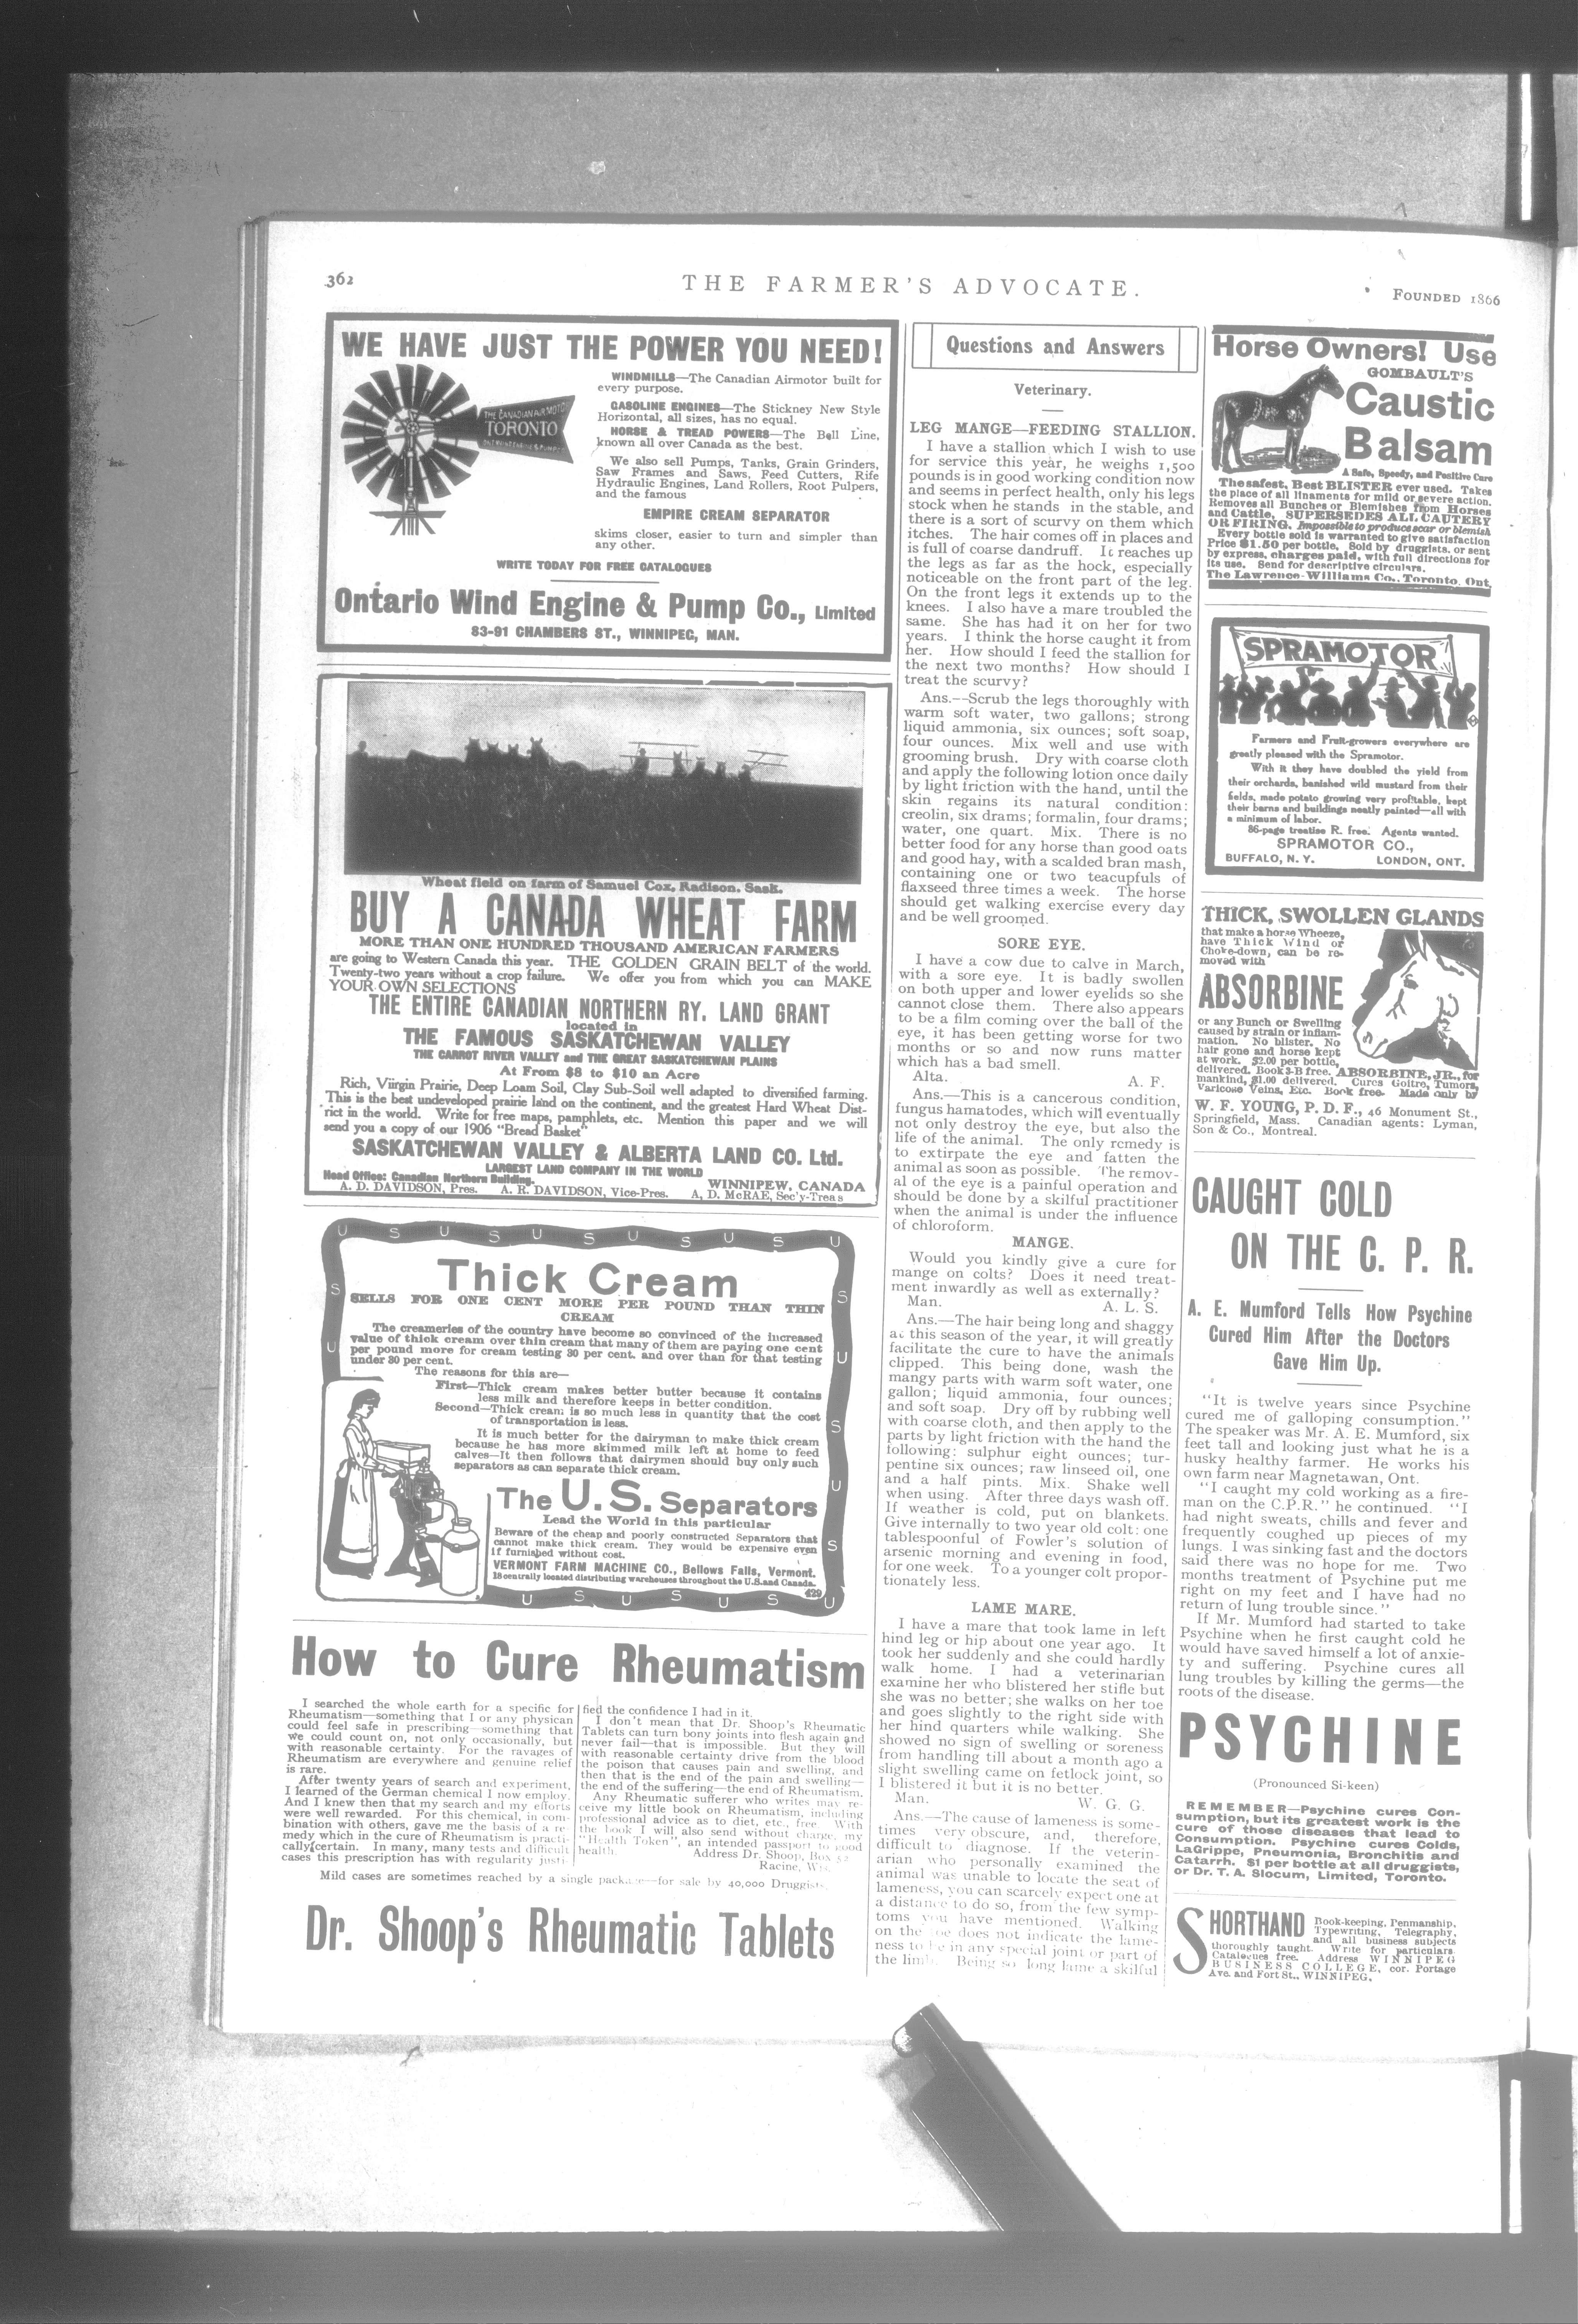 362
THE FARMER'S ADVOCATE.
FOUNDED 1866
WE HAVE JUST THE POWER YOU NEED!
THE CANADIAN AIRMOTOR
TORONTO
WINDMILLS—The Canadian Airmotor built for
every purpose.
GASOLINE ENGINES—The Stickney New Style
Horizontal, all sizes, has no equal.
HORSE & TREAD POWERS—The Bell Line,
known all over Canada as the best.
We also sell Pumps, Tanks, Grain Grinders,
Saw Frames and Saws, Feed Cutters, Rife
Hydraulic Engines, Land Rollers, Root Pulpers,
and the famous
EMPIRE CREAM SEPARATOR
skims closer, easier to turn and simpler than
any other.
WRITE TODAY FOR FREE CATALOGUES
Ontario Wind Engine & Pump Co., Limited
83-91 CHAMBERS ST., WINNIPEG, MAN.
Wheat field on farm of Samuel Cox, Radison, Sask.
BUY A CANADA WHEAT FARM
MORE THAN ONE HUNDRED THOUSAND AMERICAN FARMERS
are going to Western Canada this year. THE GOLDEN GRAIN BELT of the world.
Twenty-two years without a crop failure. We offer you from which you can MAKE
YOUR OWN SELECTIONS
THE ENTIRE CANADIAN NORTHERN RY. LAND GRANT
located in
THE FAMOUS SASKATCHEWAN VALLEY
THE CARROT RIVER VALLEY and THE GREAT SASKATCHEWAN PLAINS
At From $8 to $10 an Acre
Rich, Viirgin Prairie, Deep Loam Soil, Clay Sub-Soil well adapted to diversified farming.
This is the best undeveloped prairie land on the continent, and the greatest Hard Wheat Dist-
rict in the world. Write for free maps, pamphlets, etc. Mention this paper and we will
send you a copy of our 1906 "Bread Basket"
SASKATCHEWAN VALLEY & ALBERTA LAND CO. Ltd.
LARGEST LAND COMPANY IN THE WORLD
Head Office: Canadian Northern Building.
WINNIPEW, CANADA
A. D. DAVIDSON, Pres. A. R. DAVIDSON, Vice-Pres. A, D. McRAE, Sec'y-Treas
U S U S U S U S U S U
Thick Cream
SELLS FOR ONE CENT MORE PER POUND THAN THIN
CREAM
The creameries of the country have become so convinced of the increased
value of thick cream over thin cream that many of them are paying one cent
per pound more for cream testing 30 per cent. and over than for that testing
under 30 per cent.
The reasons for this are—
First—Thick cream makes better butter because it contains
less milk and therefore keeps in better condition.
Second—Thick cream is so much less in quantity that the cost
of transportation is less.
It is much better for the dairyman to make thick cream
because he has more skimmed milk left at home to feed
calves—It then follows that dairymen should buy only such
separators as can separate thick cream.
The U.S. Separators
Lead the World in this particular
Beware of the cheap and poorly constructed Separators that
cannot make thick cream. They would be expensive even
if furnished without cost.
VERMONT FARM MACHINE CO., Bellows Falls, Vermont.
18 centrally located distributing warehouses throughout the U.S. and Canada.
429
U S U S U S U
How to Cure Rheumatism
I searched the whole earth for a specific for
Rheumatism—something that I or any physican
could feel safe in prescribing—something that
we could count on, not only occasionally, but
with reasonable certainty. For the ravages of
Rheumatism are everywhere and genuine relief
is rare.
After twenty years of search and experiment,
I learned of the German chemical I now employ.
And I knew then that my search and my efforts
were well rewarded. For this chemical, in com-
bination with others, gave me the basis of a re-
medy which in the cure of Rheumatism is practi-
cally certain. In many, many tests and difficult
cases this prescription has with regularity justi-
fied the confidence I had in it.
I don't mean that Dr. Shoop's Rheumatic
Tablets can turn bony joints into flesh again and
never fail—that is impossible. But they will
with reasonable certainty drive from the blood
the poison that causes pain and swelling, and
then that is the end of the pain and swelling—
the end of the suffering—the end of Rheumatism.
Any Rheumatic sufferer who writes may re-
ceive my little book on Rheumatism, including
professional advice as to diet, etc., free. With
the book I will also send without charge, my
"Health Token", an intended passport to good
health. Address Dr. Shoop, Box 52
Racine, Wis.
Mild cases are sometimes reached by a single package—for sale by 40,000 Druggists.
Dr. Shoop's Rheumatic Tablets
Questions and Answers
Veterinary.
LEG MANGE—FEEDING STALLION.
I have a stallion which I wish to use
for service this year, he weighs 1,500
pounds is in good working condition now
and seems in perfect health, only his legs
stock when he stands in the stable, and
there is a sort of scurvy on them which
itches. The hair comes off in places and
is full of coarse dandruff. It reaches up
the legs as far as the hock, especially
noticeable on the front part of the leg.
On the front legs it extends up to the
knees. I also have a mare troubled the
same. She has had it on her for two
years. I think the horse caught it from
her. How should I feed the stallion for
the next two months? How should I
treat the scurvy?
Ans.—Scrub the legs thoroughly with
warm soft water, two gallons; strong
liquid ammonia, six ounces; soft soap,
four ounces. Mix well and use with
grooming brush. Dry with coarse cloth
and apply the following lotion once daily
by light friction with the hand, until the
skin regains its natural condition:
creolin, six drams; formalin, four drams;
water, one quart. Mix. There is no
better food for any horse than good oats
and good hay, with a scalded bran mash,
containing one or two teacupfuls of
flaxseed three times a week. The horse
should get walking exercise every day
and be well groomed.
SORE EYE.
I have a cow due to calve in March,
with a sore eye. It is badly swollen
on both upper and lower eyelids so she
cannot close them. There also appears
to be a film coming over the ball of the
eye, it has been getting worse for two
months or so and now runs matter
which has a bad smell.
Alta. A. F.
Ans.—This is a cancerous condition,
fungus hamatodes, which will eventually
not only destroy the eye, but also the
life of the animal. The only remedy is
to extirpate the eye and fatten the
animal as soon as possible. The remov-
al of the eye is a painful operation and
should be done by a skilful practitioner
when the animal is under the influence
of chloroform.
MANGE.
Would you kindly give a cure for
mange on colts? Does it need treat-
ment inwardly as well as externally?
Man. A. L. S.
Ans.—The hair being long and shaggy
at this season of the year, it will greatly
facilitate the cure to have the animals
clipped. This being done, wash the
mangy parts with warm soft water, one
gallon; liquid ammonia, four ounces;
and soft soap. Dry off by rubbing well
with coarse cloth, and then apply to the
parts by light friction with the hand the
following: sulphur eight ounces; tur-
pentine six ounces; raw linseed oil, one
and a half pints. Mix. Shake well
when using. After three days wash off.
If weather is cold, put on blankets.
Give internally to two year old colt: one
tablespoonful of Fowler's solution of
arsenic morning and evening in food,
for one week. To a younger colt propor-
tionately less.
LAME MARE.
I have a mare that took lame in left
hind leg or hip about one year ago. It
took her suddenly and she could hardly
walk home. I had a veterinarian
examine her who blistered her stifle but
she was no better; she walks on her toe
and goes slightly to the right side with
her hind quarters while walking. She
showed no sign of swelling or soreness
from handling till about a month ago a
slight swelling came on fetlock joint, so
I blistered it but it is no better.
Man. W. G. G.
Ans.—The cause of lameness is some-
times very obscure, and, therefore,
difficult to diagnose. If the veterin-
arian who personally examined the
animal was unable to locate the seat of
lameness, you can scarcely expect one at
a distance to do so, from the few symp-
toms you have mentioned. Walking
on the toe does not indicate the lame-
ness to be in any special joint or part of
the limb. Being so long lame a skilful
Horse Owners! Use
GOMBAULT'S
Caustic
Balsam
A Safe, Speedy, and Positive Cure
The safest, Best BLISTER ever used. Takes
the place of all linaments for mild or severe action.
Removes all Bunches or Blemishes from Horses
and Cattle, SUPERSEDES ALL CAUTERY
OR FIRING. Impossible to produce scar or blemish
Every bottle sold is warranted to give satisfaction
Price $1.50 per bottle, Sold by druggists, or sent
by express, charges paid, with full directions for
its use. Send for descriptive circulars.
The Lawrence-Williams Co., Toronto, Ont.
SPRAMOTOR
Farmers and Fruit-growers everywhere are
greatly pleased with the Spramotor.
With it they have doubled the yield from
their orchards, banished wild mustard from their
fields, made potato growing very profitable, kept
their barns and buildings neatly painted—all with
a minimum of labor.
86-page treatise R. free. Agents wanted.
SPRAMOTOR CO.,
BUFFALO, N. Y. LONDON, ONT.
THICK, SWOLLEN GLANDS
that make a horse Wheeze,
have Thick Wind or
Choke-down, can be re-
moved with
ABSORBINE
or any Bunch or Swelling
caused by strain or inflam-
mation. No blister. No
hair gone and horse kept
at work. $2.00 per bottle,
delivered. Book 3-B free. ABSORBINE, JR., for
mankind, $1.00 delivered. Cures Goitre, Tumors,
Varicose Veins, Etc. Book free. Made only by
W. F. YOUNG, P. D. F., 46 Monument St.,
Springfield, Mass. Canadian agents: Lyman,
Son & Co., Montreal.
CAUGHT COLD
ON THE C. P. R.
A. E. Mumford Tells How Psychine
Cured Him After the Doctors
Gave Him Up.
"It is twelve years since Psychine
cured me of galloping consumption."
The speaker was Mr. A. E. Mumford, six
feet tall and looking just what he is a
husky healthy farmer. He works his
own farm near Magnetawan, Ont.
"I caught my cold working as a fire-
man on the C.P.R." he continued. "I
had night sweats, chills and fever and
frequently coughed up pieces of my
lungs. I was sinking fast and the doctors
said there was no hope for me. Two
months treatment of Psychine put me
right on my feet and I have had no
return of lung trouble since."
If Mr. Mumford had started to take
Psychine when he first caught cold he
would have saved himself a lot of anxie-
ty and suffering. Psychine cures all
lung troubles by killing the germs—the
roots of the disease.
PSYCHINE
(Pronounced Si-keen)
REMEMBER—Psychine cures Con-
sumption, but its greatest work is the
cure of those diseases that lead to
Consumption. Psychine cures Colds,
LaGrippe, Pneumonia, Bronchitis and
Catarrh. $1 per bottle at all druggists,
or Dr. T. A. Slocum, Limited, Toronto.
SHORTHAND Book-keeping, Penmanship,
Typewriting, Telegraphy,
and all business subjects
thoroughly taught. Write for particulars.
Catalogues free. Address WINNIPEG
BUSINESS COLLEGE, cor. Portage
Ave. and Fort St., WINNIPEG.